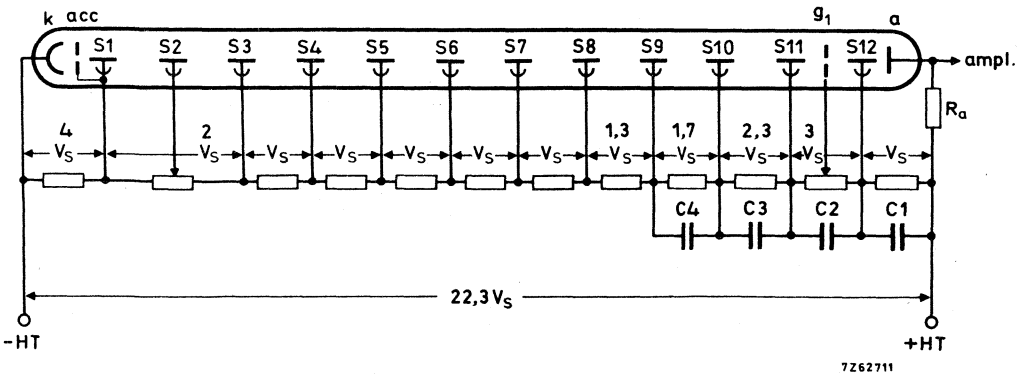 k acc g1 a
S1 S2 S3 S4 S5 S6 S7 S8 S9 S10 S11 S12
ampl.
Ra
4 2 1,3 1,7 2,3 3
VS VS VS VS VS VS VS VS VS VS VS VS
C4 C3 C2 C1
22,3 VS
-HT +HT
7Z62711